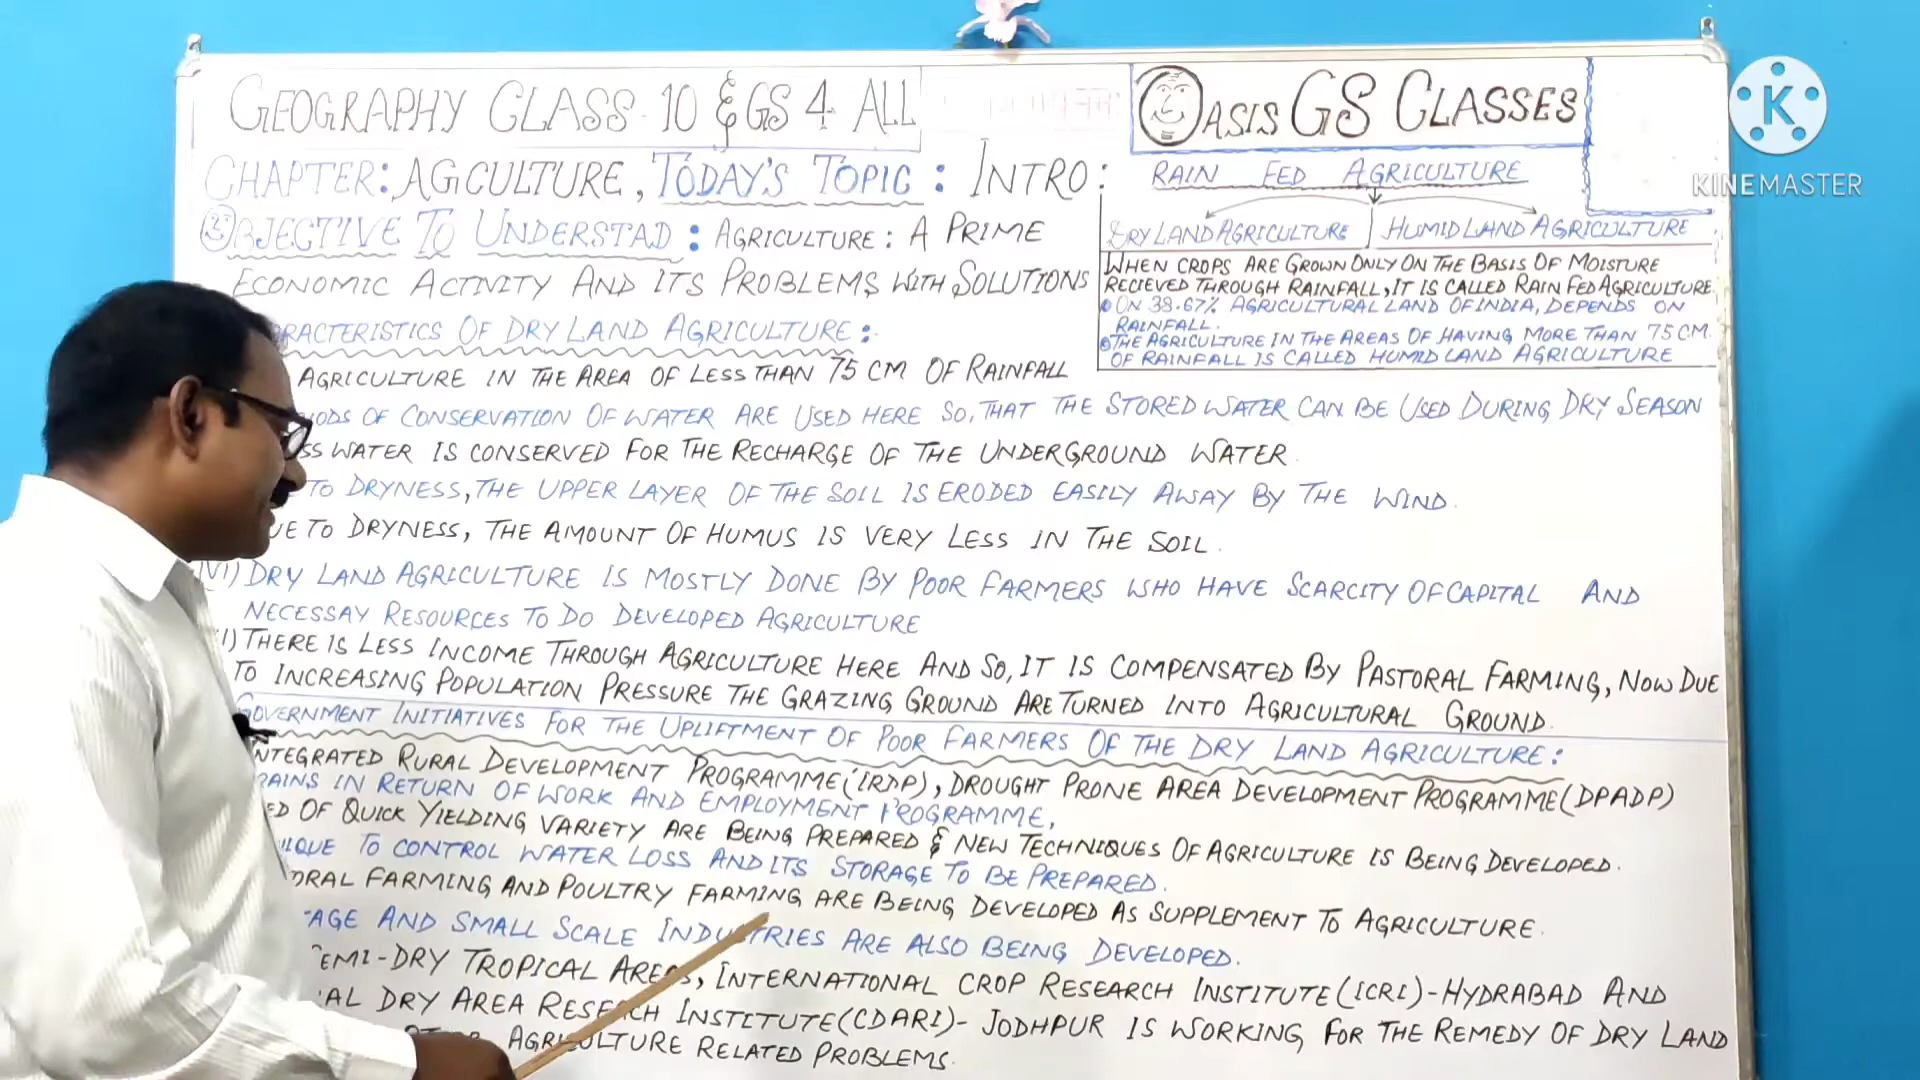 GEOGRAPHY CLASS-10 & GS 4 ALL
OASIS GS CLASSES
KINEMASTER
CHAPTER: AGCULTURE, TODAY'S TOPIC: INTRO:
OBJECTIVE TO UNDERSTAD: AGRICULTURE: A PRIME
ECONOMIC ACTIVITY AND ITS PROBLEMS WITH SOLUTIONS
RAIN FED AGRICULTURE
DRY LAND AGRICULTURE HUMID LAND AGRICULTURE
WHEN CROPS ARE GROWN ONLY ON THE BASIS OF MOISTURE
RECIEVED THROUGH RAINFALL, IT IS CALLED RAIN FED AGRICULTURE.
ON 38.67% AGRICULTURAL LAND OF INDIA, DEPENDS ON
RAINFALL.
THE AGRICULTURE IN THE AREAS OF HAVING MORE THAN 75 CM.
OF RAINFALL IS CALLED HUMID LAND AGRICULTURE
RACTERISTICS OF DRY LAND AGRICULTURE:
AGRICULTURE IN THE AREA OF LESS THAN 75 CM OF RAINFALL
ODS OF CONSERVATION OF WATER ARE USED HERE SO, THAT THE STORED WATER CAN BE USED DURING DRY SEASON
SS WATER IS CONSERVED FOR THE RECHARGE OF THE UNDERGROUND WATER.
TO DRYNESS, THE UPPER LAYER OF THE SOIL IS ERODED EASILY AWAY BY THE WIND.
UE TO DRYNESS, THE AMOUNT OF HUMUS IS VERY LESS IN THE SOIL.
VI) DRY LAND AGRICULTURE IS MOSTLY DONE BY POOR FARMERS WHO HAVE SCARCITY OF CAPITAL AND
NECESSAY RESOURCES TO DO DEVELOPED AGRICULTURE
I) THERE IS LESS INCOME THROUGH AGRICULTURE HERE AND SO, IT IS COMPENSATED BY PASTORAL FARMING, NOW DUE
TO INCREASING POPULATION PRESSURE THE GRAZING GROUND ARE TURNED INTO AGRICULTURAL GROUND.
GOVERNMENT INITIATIVES FOR THE UPLIFTMENT OF POOR FARMERS OF THE DRY LAND AGRICULTURE:
INTEGRATED RURAL DEVELOPMENT PROGRAMME (IRDP), DROUGHT PRONE AREA DEVELOPMENT PROGRAMME (DPADP)
RAINS IN RETURN OF WORK AND EMPLOYMENT PROGRAMME,
ED OF QUICK YIELDING VARIETY ARE BEING PREPARED & NEW TECHNIQUES OF AGRICULTURE IS BEING DEVELOPED.
IQUE TO CONTROL WATER LOSS AND ITS STORAGE TO BE PREPARED.
ORAL FARMING AND POULTRY FARMING ARE BEING DEVELOPED AS SUPPLEMENT TO AGRICULTURE.
AGE AND SMALL SCALE INDUSTRIES ARE ALSO BEING DEVELOPED.
EMI-DRY TROPICAL AREAS, INTERNATIONAL CROP RESEARCH INSTITUTE (ICRI)-HYDRABAD AND
AL DRY AREA RESEARCH INSTITUTE (CDARI)- JODHPUR IS WORKING FOR THE REMEDY OF DRY LAND
AGRICULTURE RELATED PROBLEMS.